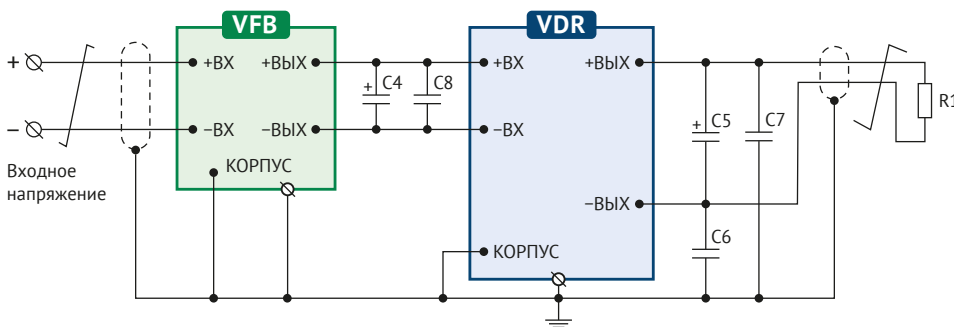 VFB
VDR
+
+ВХ
+ВЫХ
+
C4
C8
+ВХ
+ВЫХ
R1
C5
+
C7
–
–ВХ
–ВЫХ
–ВХ
Входное
напряжение
КОРПУС
–ВЫХ
C6
КОРПУС